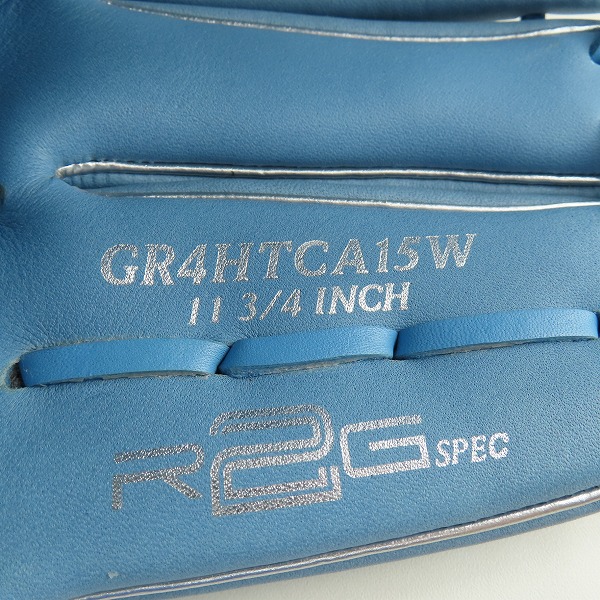 GR4HTCA15W
11 3/4 INCH
R2G SPEC